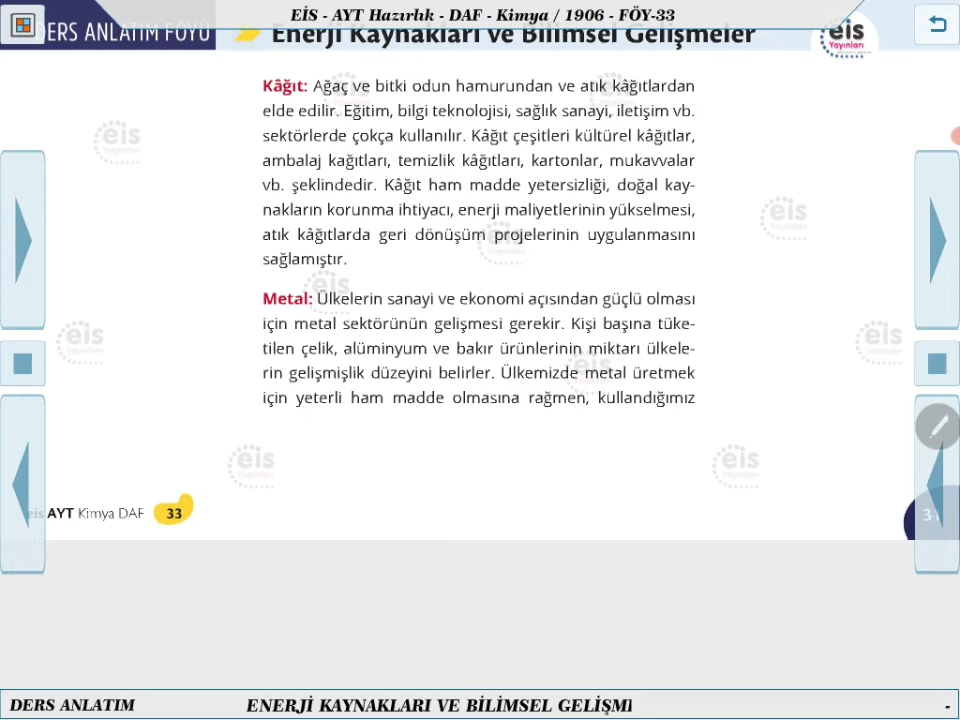 EİS - AYT Hazırlık - DAF - Kimya / 1906 - FÖY-33
DERS ANLATIM FÖYÜ
Enerji Kaynakları ve Bilimsel Gelişmeler
eis
Yayınları
Kâğıt: Ağaç ve bitki odun hamurundan ve atık kâğıtlardan
elde edilir. Eğitim, bilgi teknolojisi, sağlık sanayi, iletişim vb.
sektörlerde çokça kullanılır. Kâğıt çeşitleri kültürel kâğıtlar,
ambalaj kağıtları, temizlik kâğıtları, kartonlar, mukavvalar
vb. şeklindedir. Kâğıt ham madde yetersizliği, doğal kay-
nakların korunma ihtiyacı, enerji maliyetlerinin yükselmesi,
atık kâğıtlarda geri dönüşüm projelerinin uygulanmasını
sağlamıştır.
Metal: Ülkelerin sanayi ve ekonomi açısından güçlü olması
için metal sektörünün gelişmesi gerekir. Kişi başına tüke-
tilen çelik, alüminyum ve bakır ürünlerinin miktarı ülkele-
rin gelişmişlik düzeyini belirler. Ülkemizde metal üretmek
için yeterli ham madde olmasına rağmen, kullandığımız
eis AYT Kimya DAF 33
DERS ANLATIM
ENERJİ KAYNAKLARI VE BİLİMSEL GELİŞMİ
-